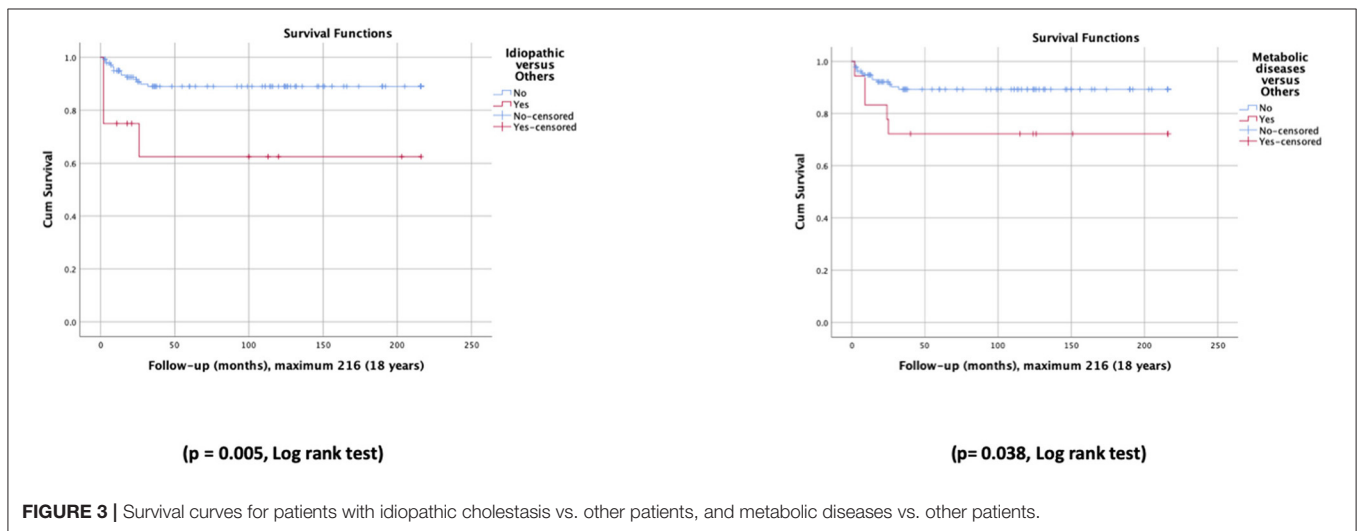 Survival Functions
Idiopathic
versus
Others
No
Yes
No-censored
Yes-censored
Cum Survival
1.0
0.8
0.6
0.4
0.2
0.0
0
50
100
150
200
250
Follow-up (months), maximum 216 (18 years)
(p = 0.005, Log rank test)
Survival Functions
Metabolic
diseases
versus
Others
No
Yes
No-censored
Yes-censored
Cum Survival
1.0
0.8
0.6
0.4
0.2
0.0
0
50
100
150
200
250
Follow-up (months), maximum 216 (18 years)
(p= 0.038, Log rank test)
FIGURE 3 | Survival curves for patients with idiopathic cholestasis vs. other patients, and metabolic diseases vs. other patients.